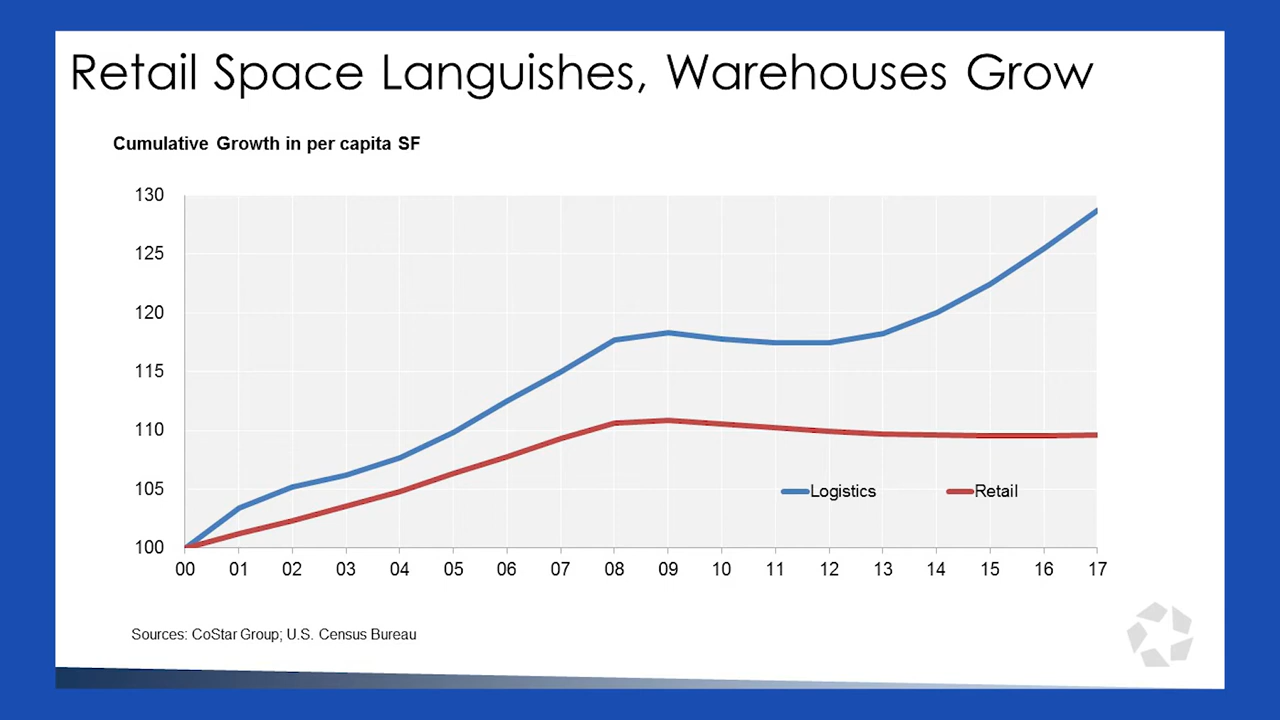 Retail Space Languishes, Warehouses Grow
Cumulative Growth in per capita SF
130
125
120
115
110
105
100
Logistics Retail
00 01 02 03 04 05 06 07 08 09 10 11 12 13 14 15 16 17
Sources: CoStar Group; U.S. Census Bureau